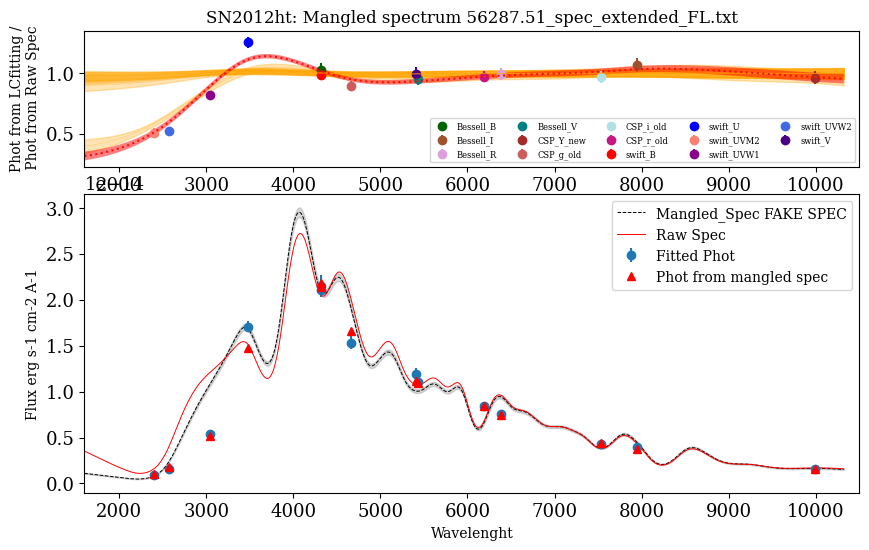 SN2012ht: Mangled spectrum 56287.51_spec_extended_FL.txt
Phot from LCfitting /
Phot from Raw Spec
1.0
0.5
Bessell_B Bessell_V CSP_i_old swift_U swift_UVW2
Bessell_I CSP_Y_new CSP_r_old swift_UVM2 swift_V
Bessell_R CSP_g_old swift_B swift_UVW1
2000 3000 4000 5000 6000 7000 8000 9000 10000
1e−14
Flux erg s-1 cm-2 A-1
3.0
2.5
2.0
1.5
1.0
0.5
0.0
Mangled_Spec FAKE SPEC
Raw Spec
Fitted Phot
Phot from mangled spec
2000 3000 4000 5000 6000 7000 8000 9000 10000
Wavelenght